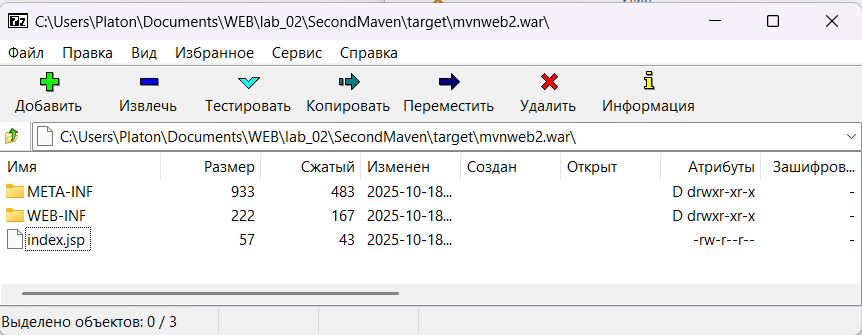 C:\Users\Platon\Documents\WEB\lab_02\SecondMaven\target\mvnweb2.war\
Файл Правка Вид Избранное Сервис Справка
Добавить Извлечь Тестировать Копировать Переместить Удалить Информация
C:\Users\Platon\Documents\WEB\lab_02\SecondMaven\target\mvnweb2.war\
Имя Размер Сжатый Изменен Создан Открыт Атрибуты Зашифров...
META-INF 933 483 2025-10-18... D drwxr-xr-x -
WEB-INF 222 167 2025-10-18... D drwxr-xr-x -
index.jsp 57 43 2025-10-18... -rw-r--r-- -
Выделено объектов: 0 / 3